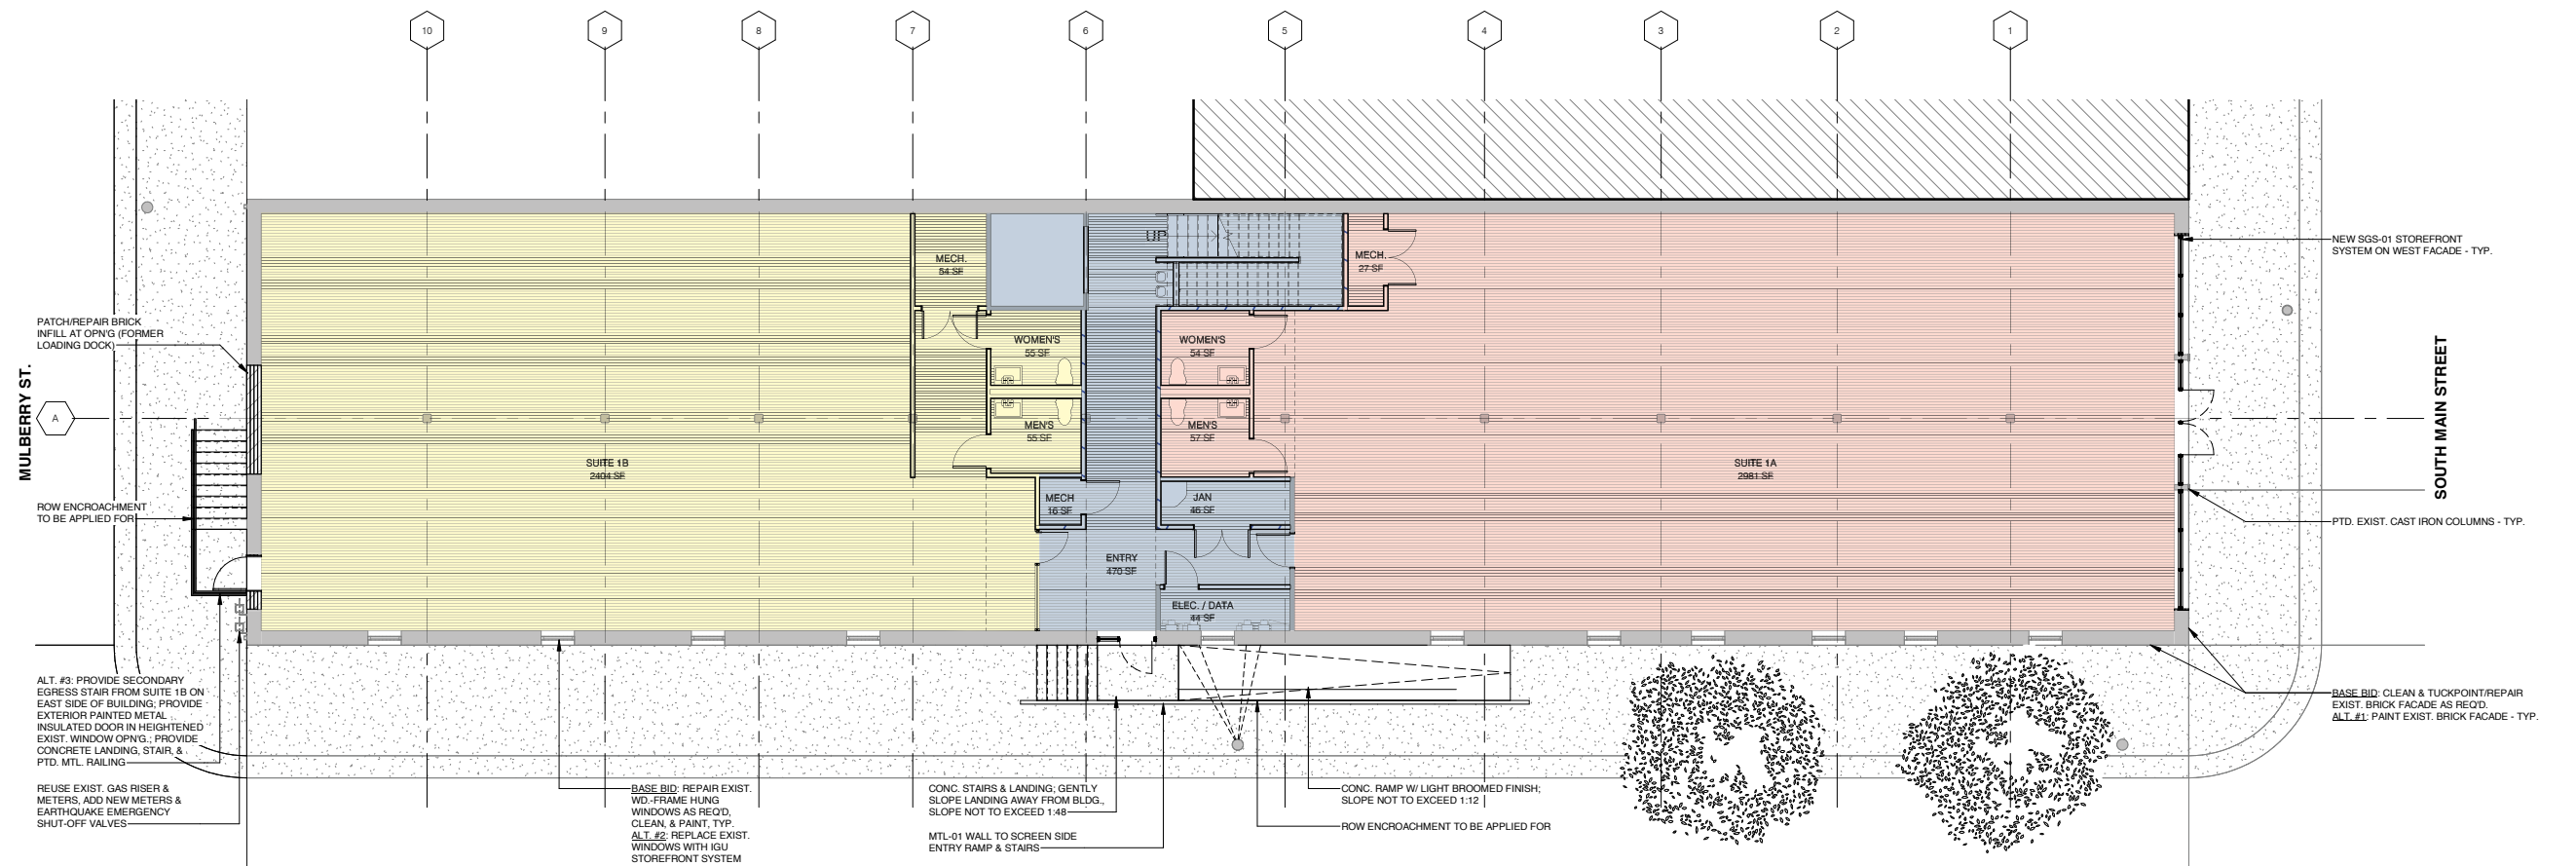 10
9
8
7
6
5
4
3
2
1
UP
MECH.
54 SF
MECH.
27 SF
NEW SGS-01 STOREFRONT
SYSTEM ON WEST FACADE - TYP.
PATCH/REPAIR BRICK
INFILL AT OPN'G (FORMER
LOADING DOCK)
WOMEN'S
55 SF
WOMEN'S
54 SF
MULBERRY ST.
A
SOUTH MAIN STREET
MEN'S
55 SF
MEN'S
57 SF
SUITE 1B
2404 SF
SUITE 1A
2981 SF
MECH
16 SF
JAN
46 SF
ROW ENCROACHMENT
TO BE APPLIED FOR
PTD. EXIST. CAST IRON COLUMNS - TYP.
ENTRY
470 SF
ELEC. / DATA
44 SF
ALT. #3: PROVIDE SECONDARY
EGRESS STAIR FROM SUITE 1B ON
EAST SIDE OF BUILDING; PROVIDE
EXTERIOR PAINTED METAL
INSULATED DOOR IN HEIGHTENED
EXIST. WINDOW OPN'G.; PROVIDE
CONCRETE LANDING, STAIR, &
PTD. MTL. RAILING
BASE BID: CLEAN & TUCKPOINT/REPAIR
EXIST. BRICK FACADE AS REQ'D.
ALT. #1: PAINT EXIST. BRICK FACADE - TYP.
REUSE EXIST. GAS RISER &
METERS, ADD NEW METERS &
EARTHQUAKE EMERGENCY
SHUT-OFF VALVES
BASE BID: REPAIR EXIST.
WD.-FRAME HUNG
WINDOWS AS REQ'D,
CLEAN, & PAINT, TYP.
ALT. #2: REPLACE EXIST.
WINDOWS WITH IGU
STOREFRONT SYSTEM
CONC. STAIRS & LANDING; GENTLY
SLOPE LANDING AWAY FROM BLDG.,
SLOPE NOT TO EXCEED 1:48
MTL-01 WALL TO SCREEN SIDE
ENTRY RAMP & STAIRS
CONC. RAMP W/ LIGHT BROOMED FINISH;
SLOPE NOT TO EXCEED 1:12
ROW ENCROACHMENT TO BE APPLIED FOR